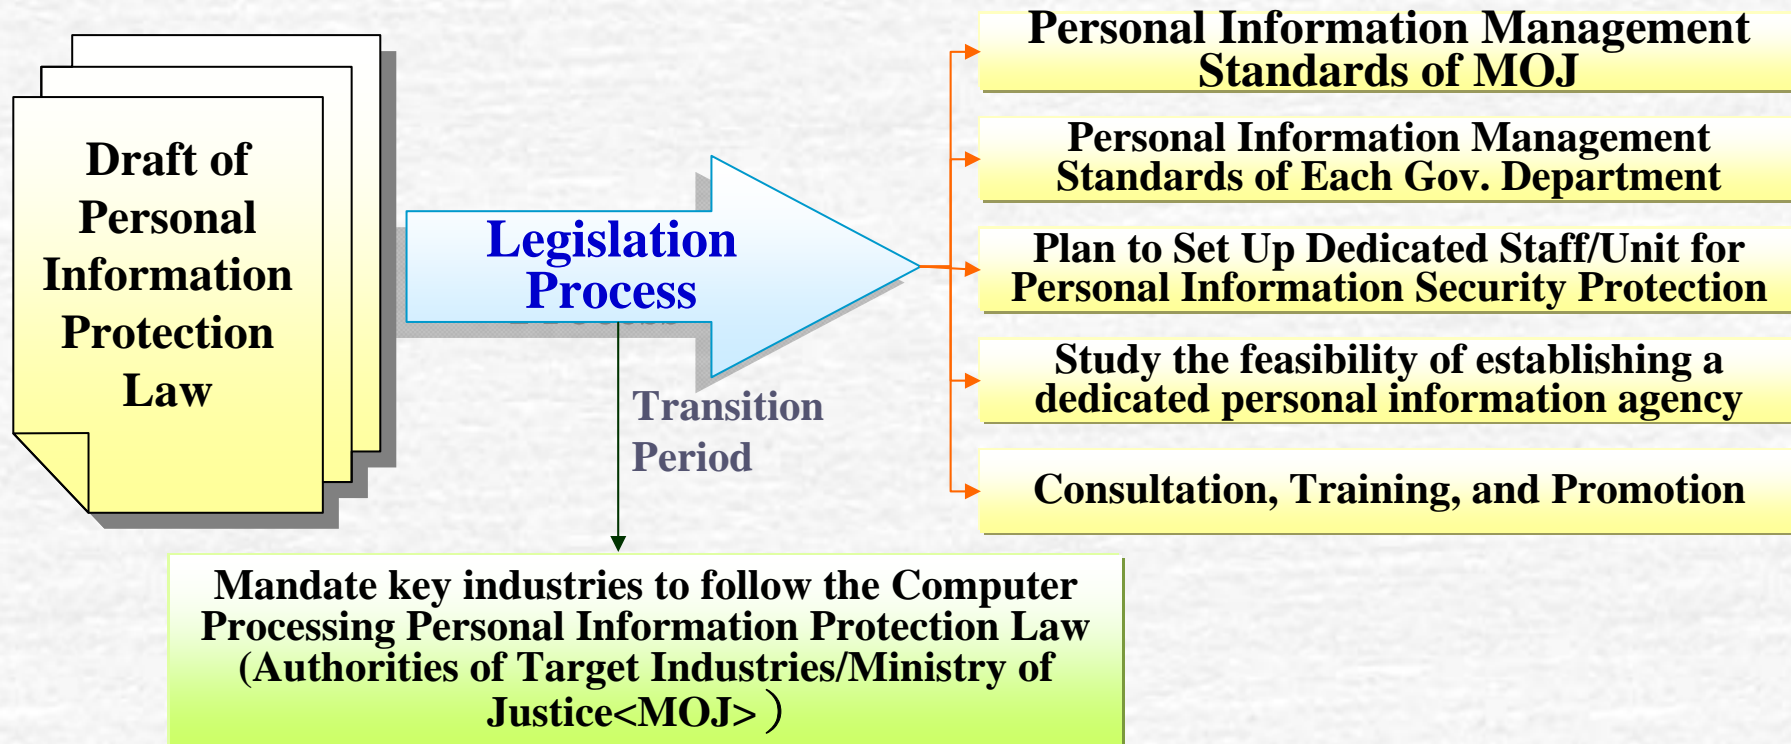 Draft of
Personal
Information
Protection
Law
Legislation
Process
Transition
Period
Personal Information Management
Standards of MOJ
Personal Information Management
Standards of Each Gov. Department
Plan to Set Up Dedicated Staff/Unit for
Personal Information Security Protection
Study the feasibility of establishing a
dedicated personal information agency
Consultation, Training, and Promotion
Mandate key industries to follow the Computer
Processing Personal Information Protection Law
(Authorities of Target Industries/Ministry of
Justice<MOJ>）